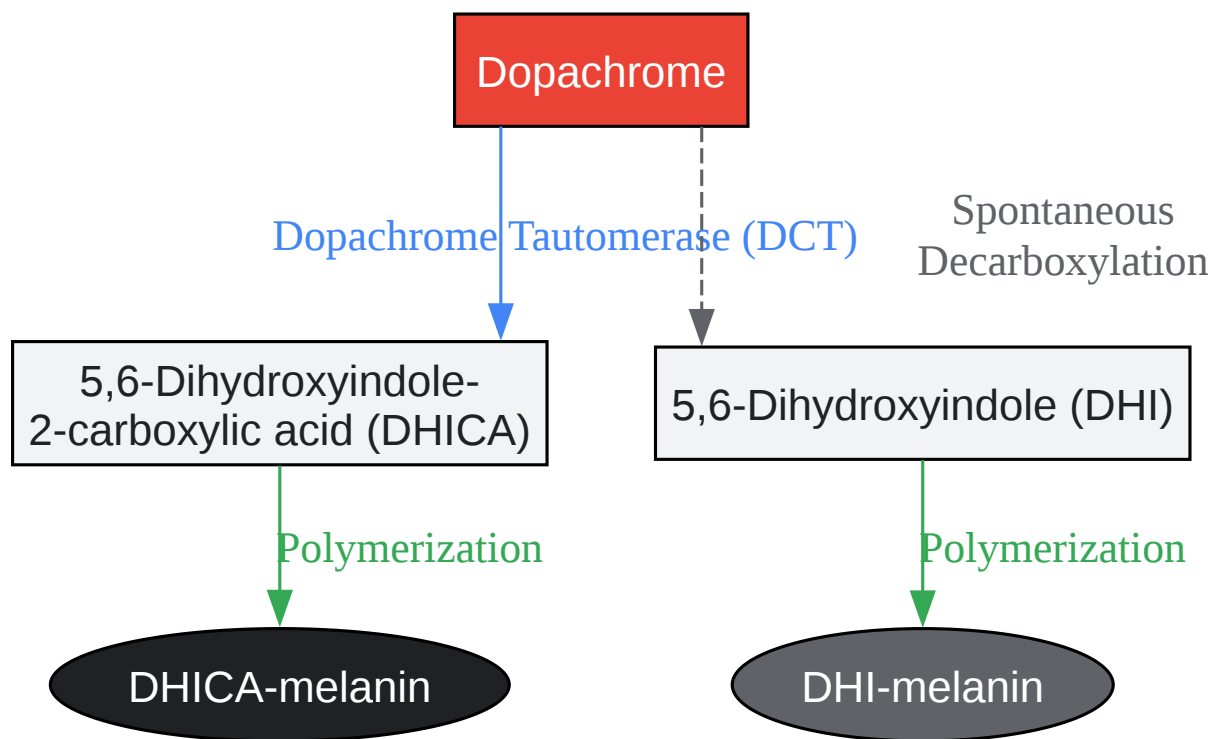 Dopachrome
Dopachrome Tautomerase (DCT)
Spontaneous
Decarboxylation
5,6-Dihydroxyindole-
2-carboxylic acid (DHICA)
5,6-Dihydroxyindole (DHI)
Polymerization
Polymerization
DHICA-melanin
DHI-melanin